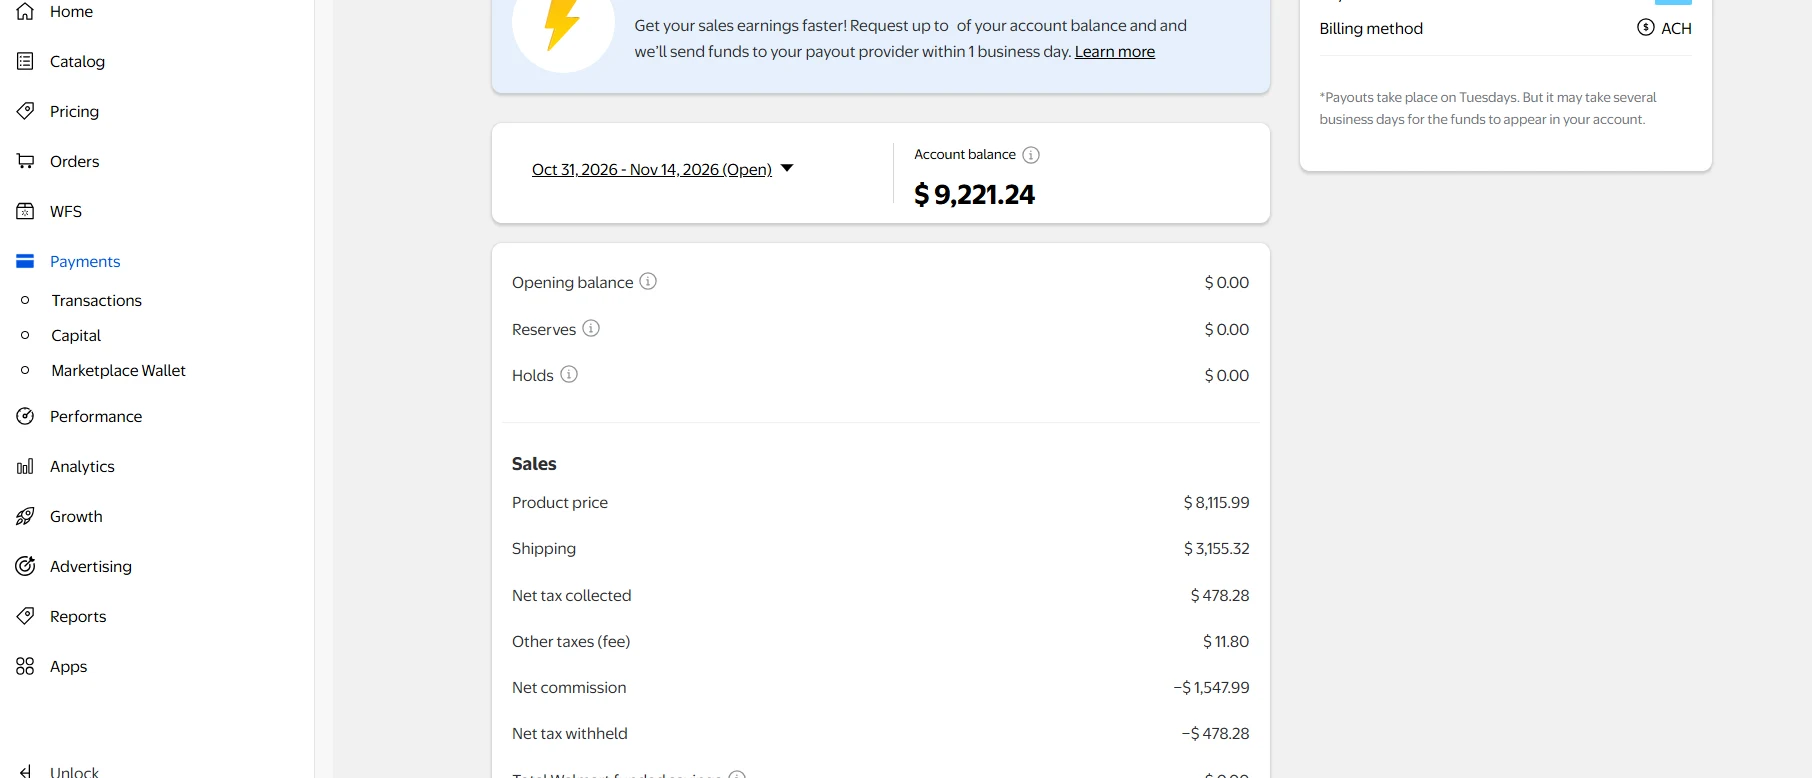 Home
Catalog
Pricing
Orders
WFS
Payments
Transactions
Capital
Marketplace Wallet
Performance
Analytics
Growth
Advertising
Reports
Apps
Unlock
Get your sales earnings faster! Request up to  of your account balance and and
we’ll send funds to your payout provider within 1 business day. Learn more
Oct 31, 2026 - Nov 14, 2026 (Open)
Account balance
$ 9,221.24
Opening balance $ 0.00
Reserves $ 0.00
Holds $ 0.00
Sales
Product price $ 8,115.99
Shipping $ 3,155.32
Net tax collected $ 478.28
Other taxes (fee) $ 11.80
Net commission −$ 1,547.99
Net tax withheld −$ 478.28
Billing method ACH
*Payouts take place on Tuesdays. But it may take several
business days for the funds to appear in your account.